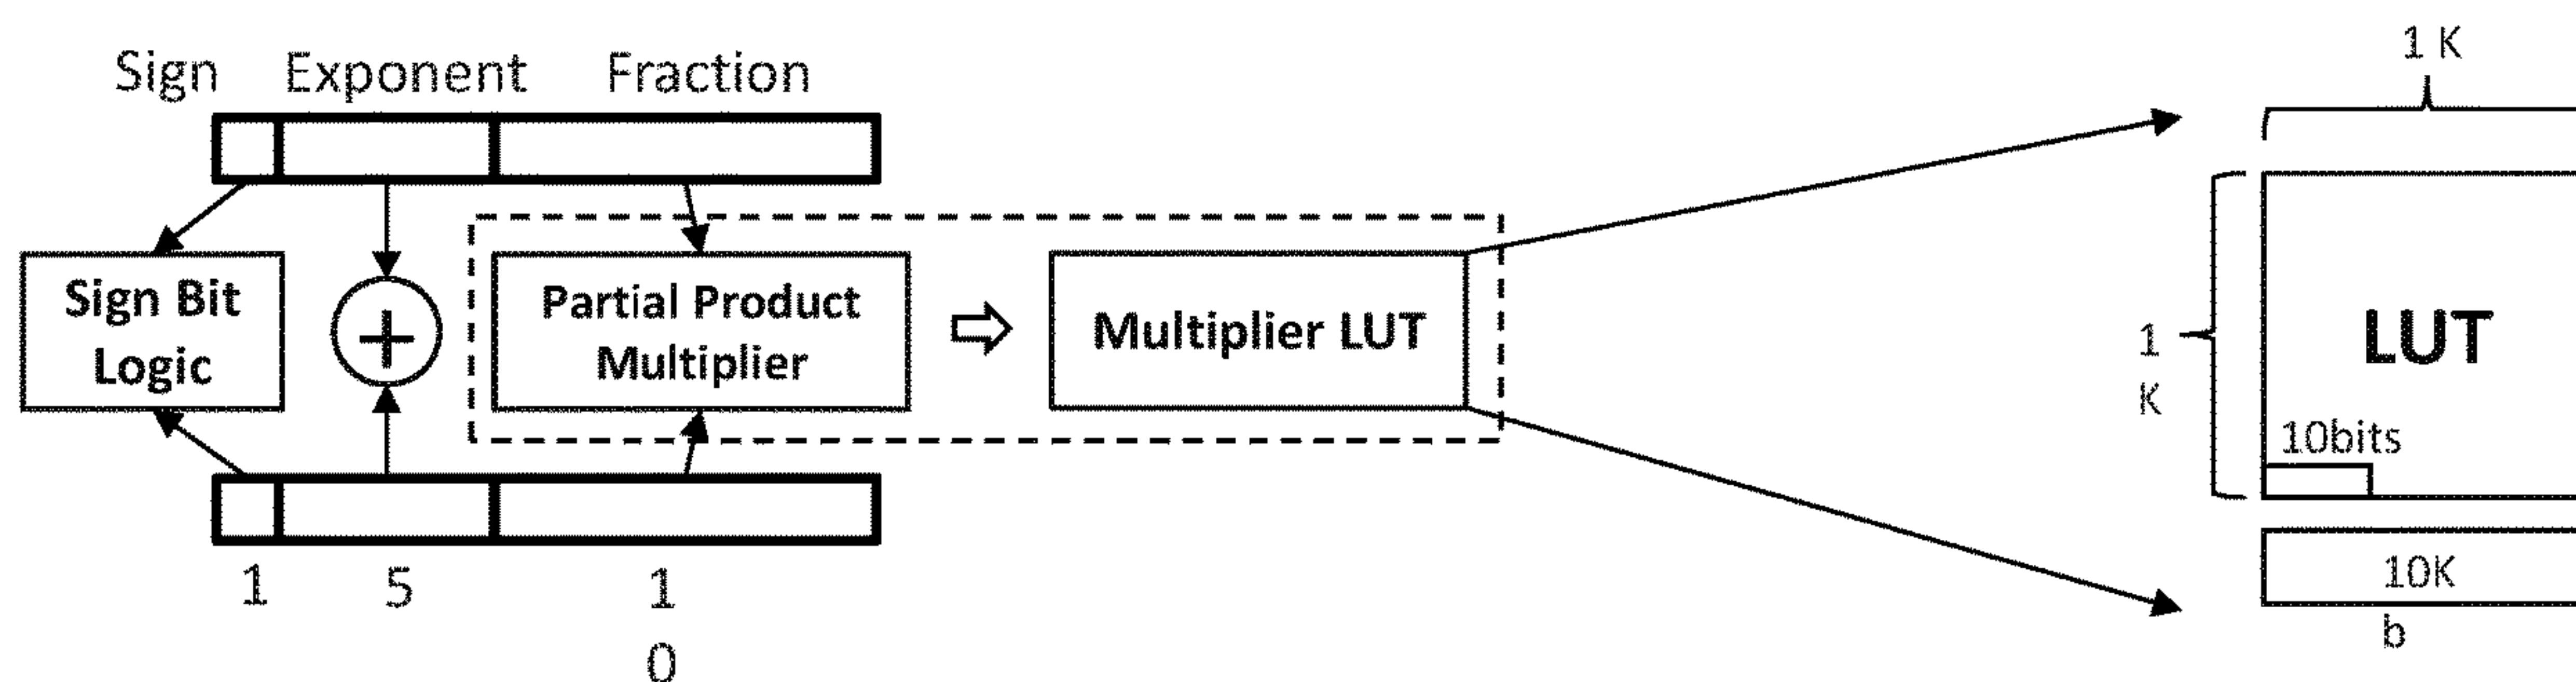 Sign Exponent Fraction
1 K
Sign Bit
Logic
+
Partial Product
Multiplier
Multiplier LUT
1
K
LUT
10bits
1 5 1
0
10K
b